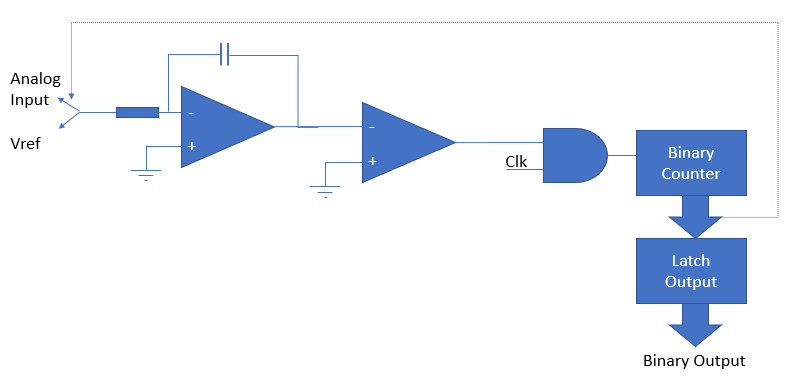 Analog
Input
Vref
-
+
-
+
Clk
Binary
Counter
Latch
Output
Binary Output